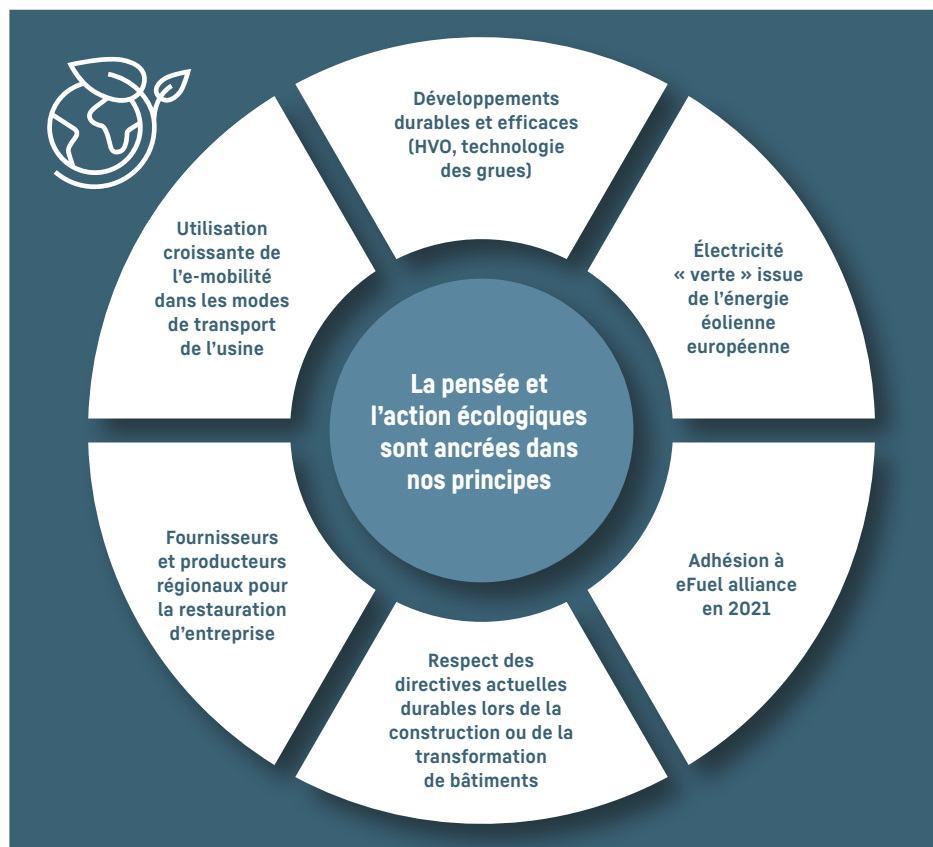 Développements
durables et efficaces
(HVO, technologie
des grues)
Électricité
« verte » issue
de l’énergie
éolienne
européenne
Adhésion à
eFuel alliance
en 2021
Respect des
directives actuelles
durables lors de la
construction ou de la
transformation
de bâtiments
Fournisseurs
et producteurs
régionaux pour
la restauration
d’entreprise
Utilisation
croissante de
l’e-mobilité
dans les modes
de transport
de l’usine
La pensée et
l’action écologiques
sont ancrées dans
nos principes